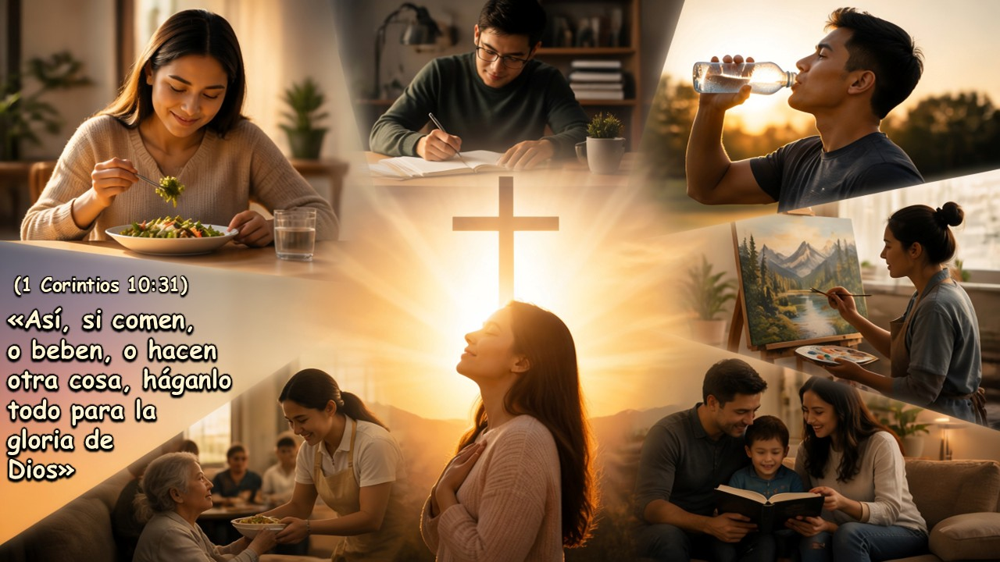 (1 Corintios 10:31)
«Así, si comen,
o beben, o hacen
otra cosa, háganlo
todo para la
gloria de
Dios»